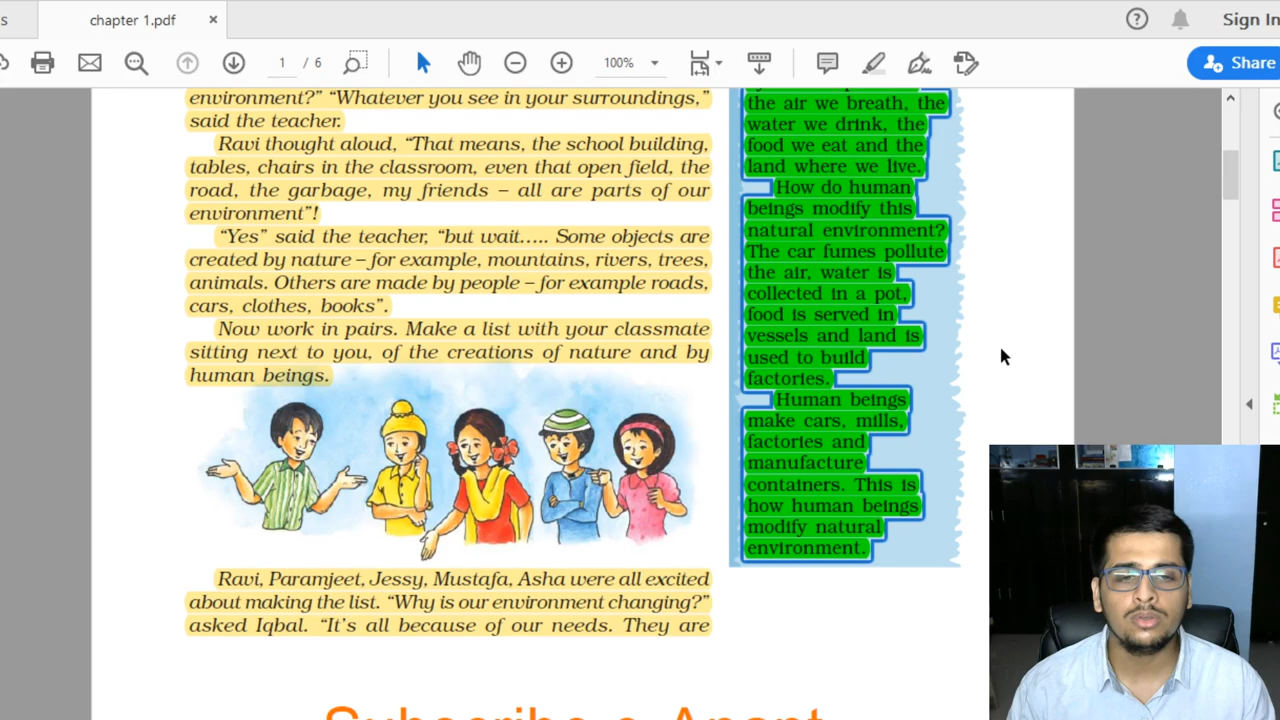 s
chapter 1.pdf
×
Sign In
1 / 6
100%
Share
environment?” “Whatever you see in your surroundings,”
said the teacher.
Ravi thought aloud, “That means, the school building,
tables, chairs in the classroom, even that open field, the
road, the garbage, my friends – all are parts of our
environment”!
“Yes” said the teacher, “but wait….. Some objects are
created by nature – for example, mountains, rivers, trees,
animals. Others are made by people – for example roads,
cars, clothes, books”.
Now work in pairs. Make a list with your classmate
sitting next to you, of the creations of nature and by
human beings.
Ravi, Paramjeet, Jessy, Mustafa, Asha were all excited
about making the list. “Why is our environment changing?”
asked Iqbal. “It’s all because of our needs. They are
the air we breath, the
water we drink, the
food we eat and the
land where we live.
How do human
beings modify this
natural environment?
The car fumes pollute
the air, water is
collected in a pot,
food is served in
vessels and land is
used to build
factories.
Human beings
make cars, mills,
factories and
manufacture
containers. This is
how human beings
modify natural
environment.